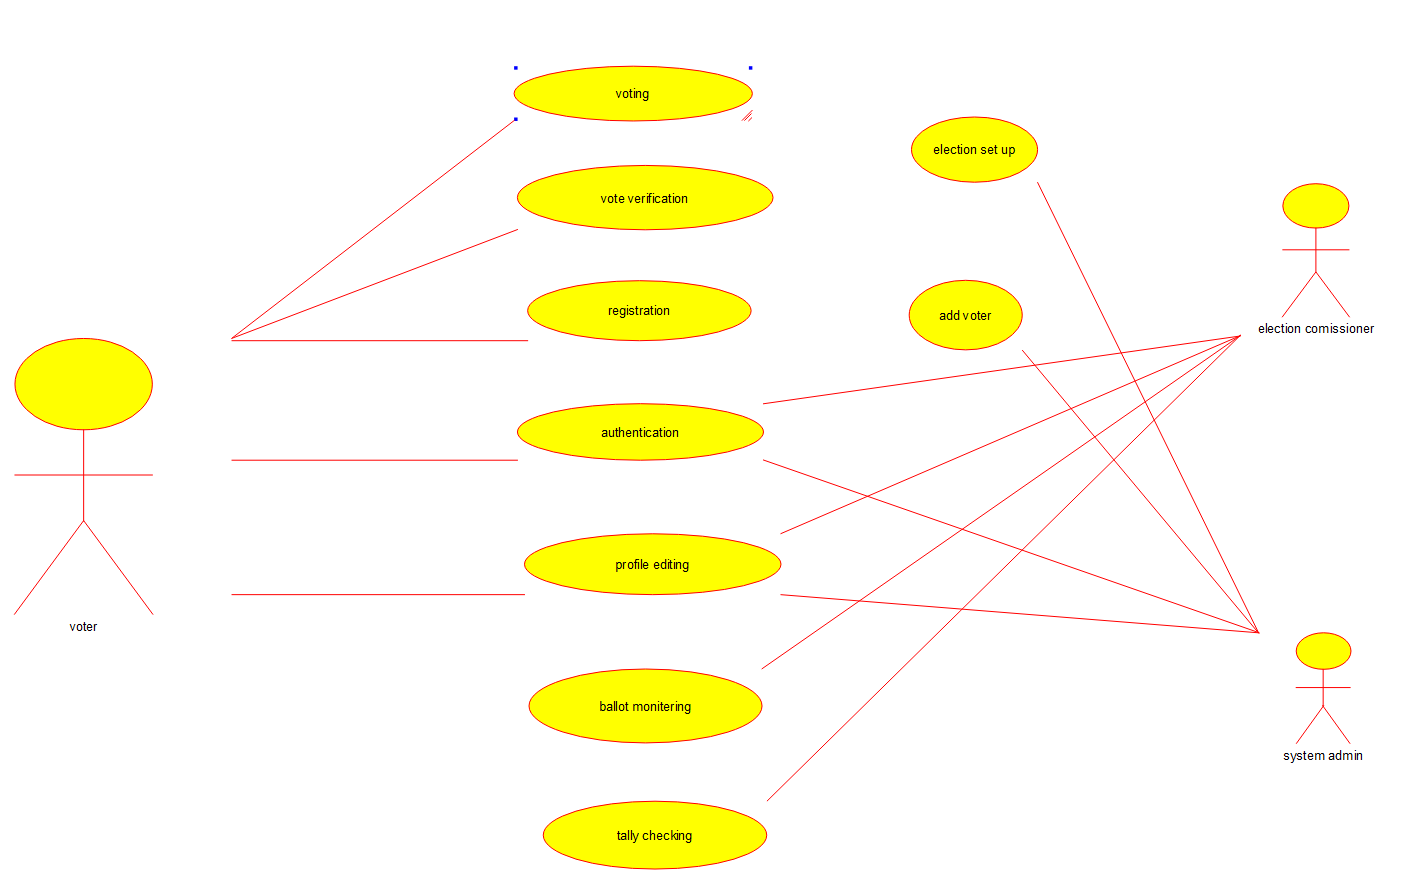 voting
election set up
vote verification
registration
add voter
election comissioner
authentication
profile editing
voter
ballot monitering
system admin
tally checking